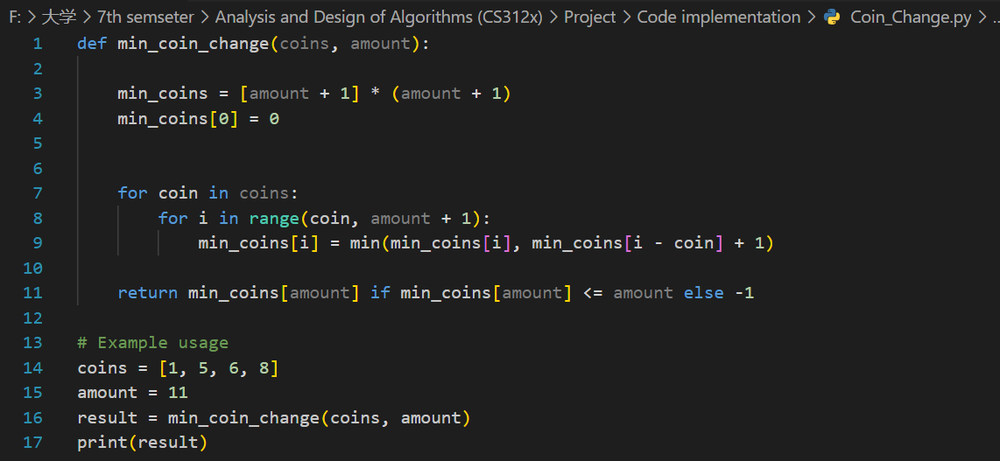 F: > 大学 > 7th semseter > Analysis and Design of Algorithms (CS312x) > Project > Code implementation > Coin_Change.py > ...
1 def min_coin_change(coins, amount):
2
3     min_coins = [amount + 1] * (amount + 1)
4     min_coins[0] = 0
5
6
7     for coin in coins:
8         for i in range(coin, amount + 1):
9             min_coins[i] = min(min_coins[i], min_coins[i - coin] + 1)
10
11     return min_coins[amount] if min_coins[amount] <= amount else -1
12
13 # Example usage
14 coins = [1, 5, 6, 8]
15 amount = 11
16 result = min_coin_change(coins, amount)
17 print(result)